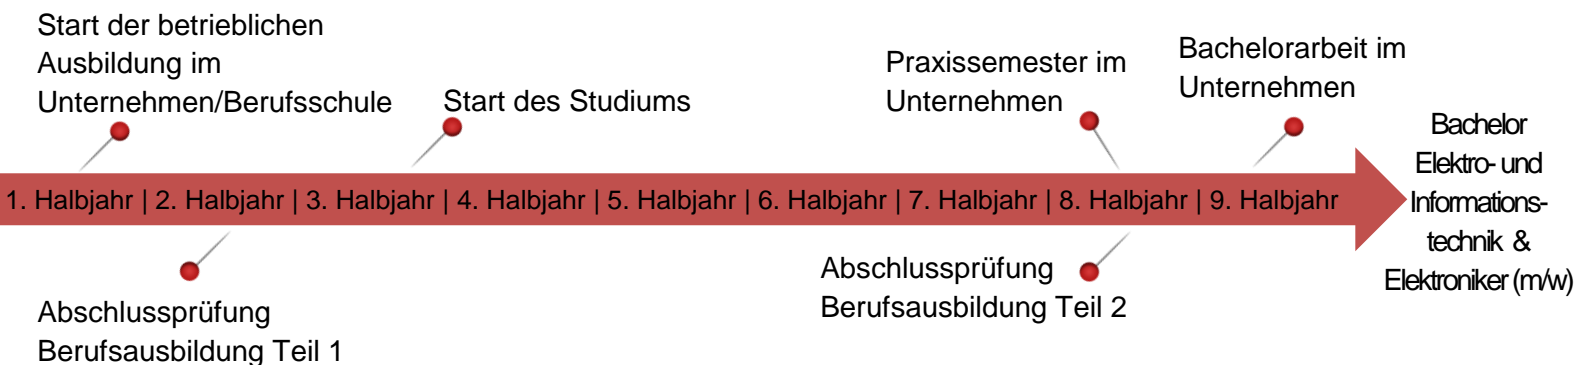 Start der betrieblichen
Ausbildung im
Unternehmen/Berufsschule
Start des Studiums
Praxissemester im
Unternehmen
Bachelorarbeit im
Unternehmen
1. Halbjahr | 2. Halbjahr | 3. Halbjahr | 4. Halbjahr | 5. Halbjahr | 6. Halbjahr | 7. Halbjahr | 8. Halbjahr | 9. Halbjahr
Bachelor
Elektro- und
Informations-
technik &
Elektroniker (m/w)
Abschlussprüfung
Berufsausbildung Teil 1
Abschlussprüfung
Berufsausbildung Teil 2